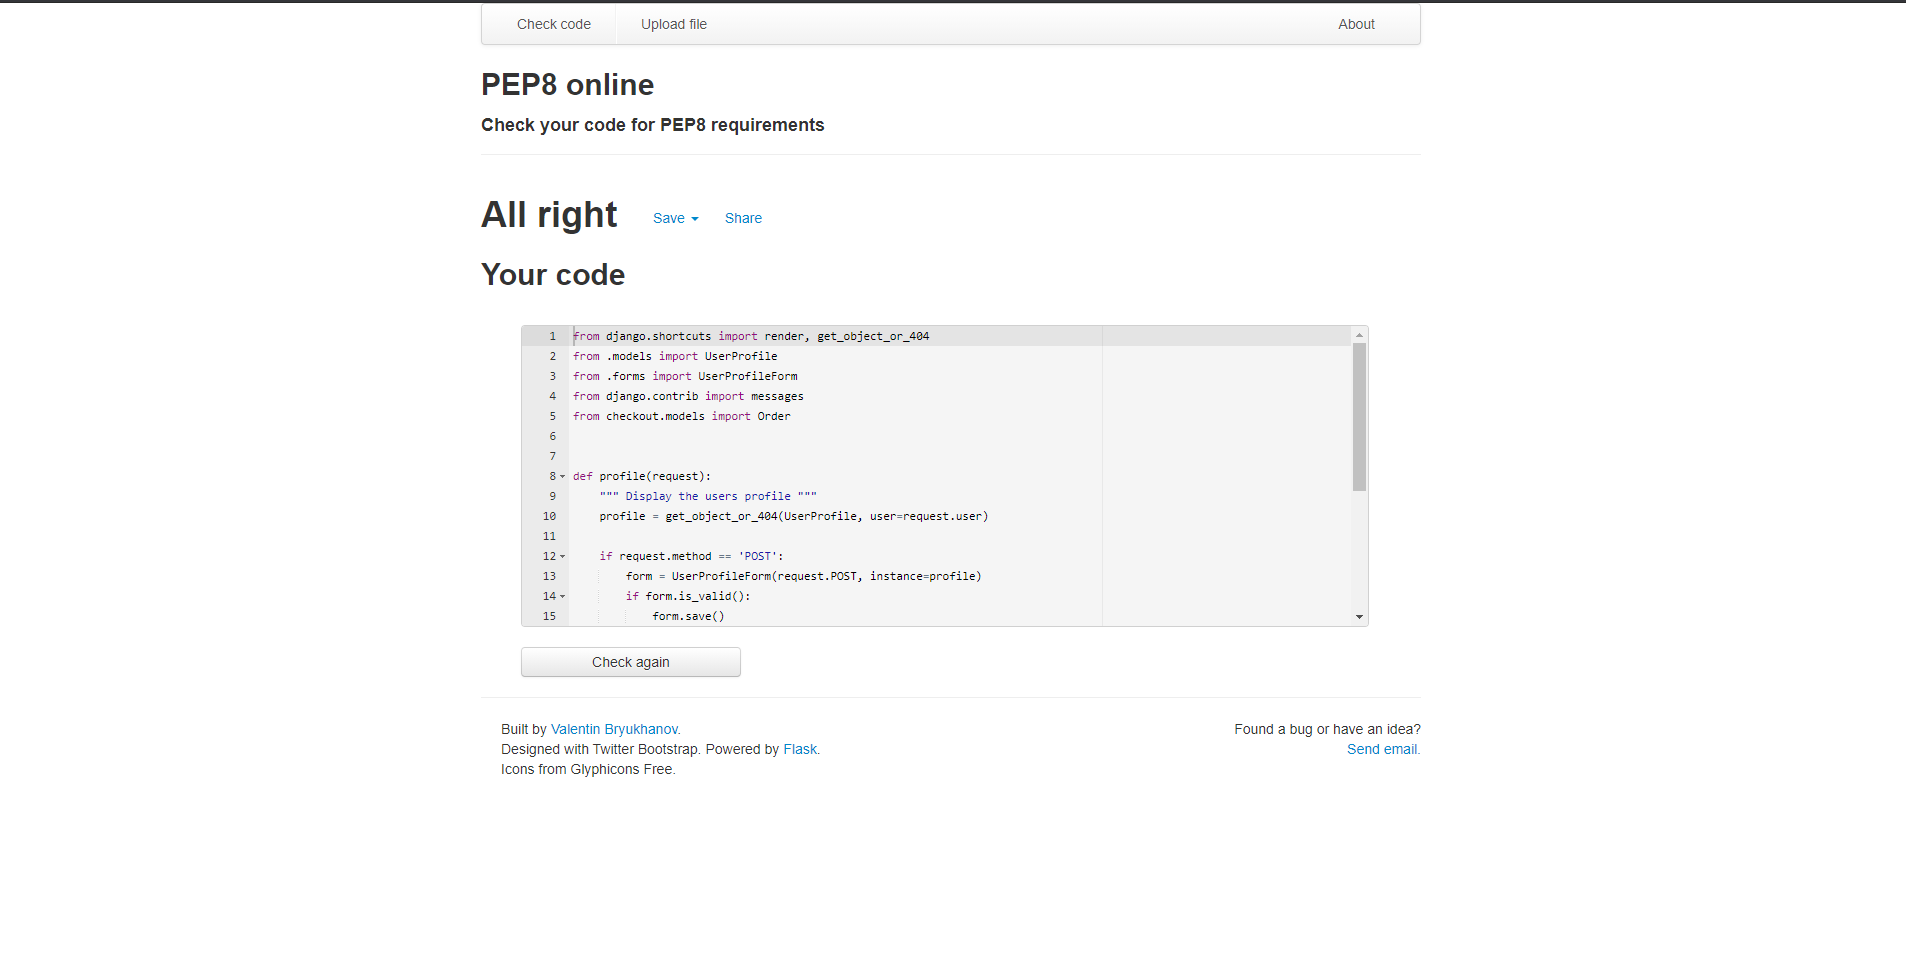 Check code Upload file About
PEP8 online
Check your code for PEP8 requirements
All right Save Share
Your code
1 from django.shortcuts import render, get_object_or_404
2 from .models import UserProfile
3 from .forms import UserProfileForm
4 from django.contrib import messages
5 from checkout.models import Order
6
7
8 def profile(request):
9     """ Display the users profile """
10     profile = get_object_or_404(UserProfile, user=request.user)
11
12     if request.method == 'POST':
13         form = UserProfileForm(request.POST, instance=profile)
14         if form.is_valid():
15             form.save()
Check again
Built by Valentin Bryukhanov. Found a bug or have an idea?
Designed with Twitter Bootstrap. Powered by Flask. Send email.
Icons from Glyphicons Free.